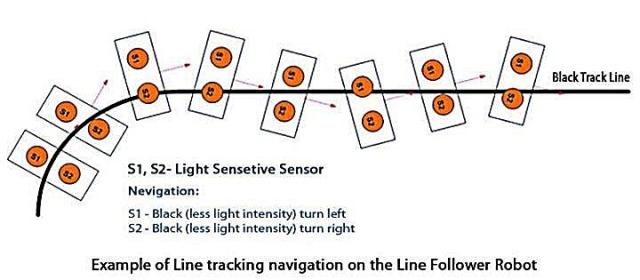 S1 S1 S1 S1 S1 S1 S1 S1
S2 S2 S2 S2 S2 S2 S2 S2
Black Track Line
S1, S2- Light Sensetive Sensor
Nevigation:
S1 - Black (less light intensity) turn left
S2 - Black (less light intensity) turn right
Example of Line tracking navigation on the Line Follower Robot